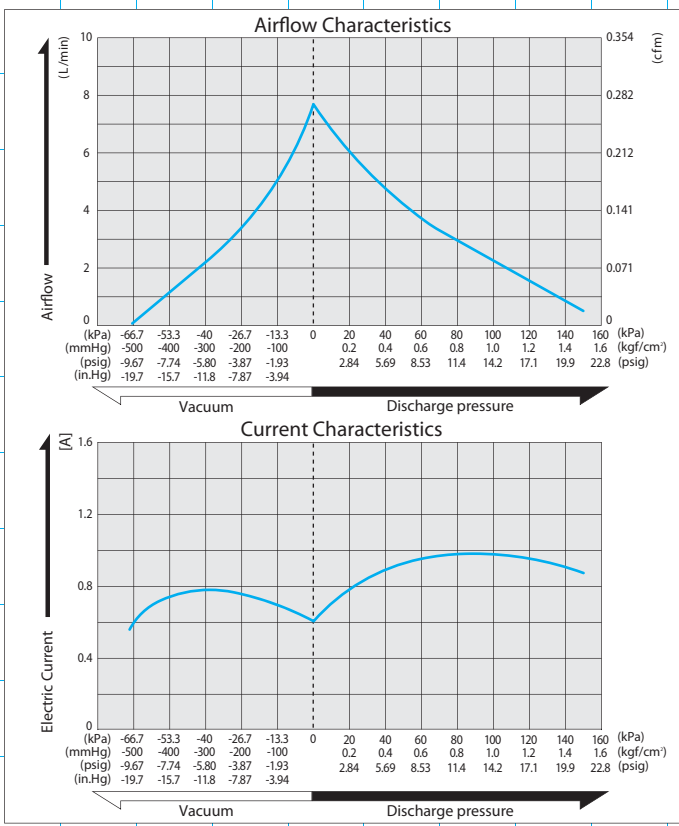 Airflow Characteristics
(L/min)
(cfm)
Airflow
10
8
6
4
2
0
0.354
0.282
0.212
0.141
0.071
0
(kPa) -66.7 -53.3 -40 -26.7 -13.3 0 20 40 60 80 100 120 140 160 (kPa)
(mmHg) -500 -400 -300 -200 -100 0.2 0.4 0.6 0.8 1.0 1.2 1.4 1.6 (kgf/cm²)
(psig) -9.67 -7.74 -5.80 -3.87 -1.93 2.84 5.69 8.53 11.4 14.2 17.1 19.9 22.8 (psig)
(in.Hg) -19.7 -15.7 -11.8 -7.87 -3.94
Vacuum Discharge pressure
Current Characteristics
[A]
Electric Current
1.6
1.2
0.8
0.4
0
(kPa) -66.7 -53.3 -40 -26.7 -13.3 0 20 40 60 80 100 120 140 160 (kPa)
(mmHg) -500 -400 -300 -200 -100 0.2 0.4 0.6 0.8 1.0 1.2 1.4 1.6 (kgf/cm²)
(psig) -9.67 -7.74 -5.80 -3.87 -1.93 2.84 5.69 8.53 11.4 14.2 17.1 19.9 22.8 (psig)
(in.Hg) -19.7 -15.7 -11.8 -7.87 -3.94
Vacuum Discharge pressure